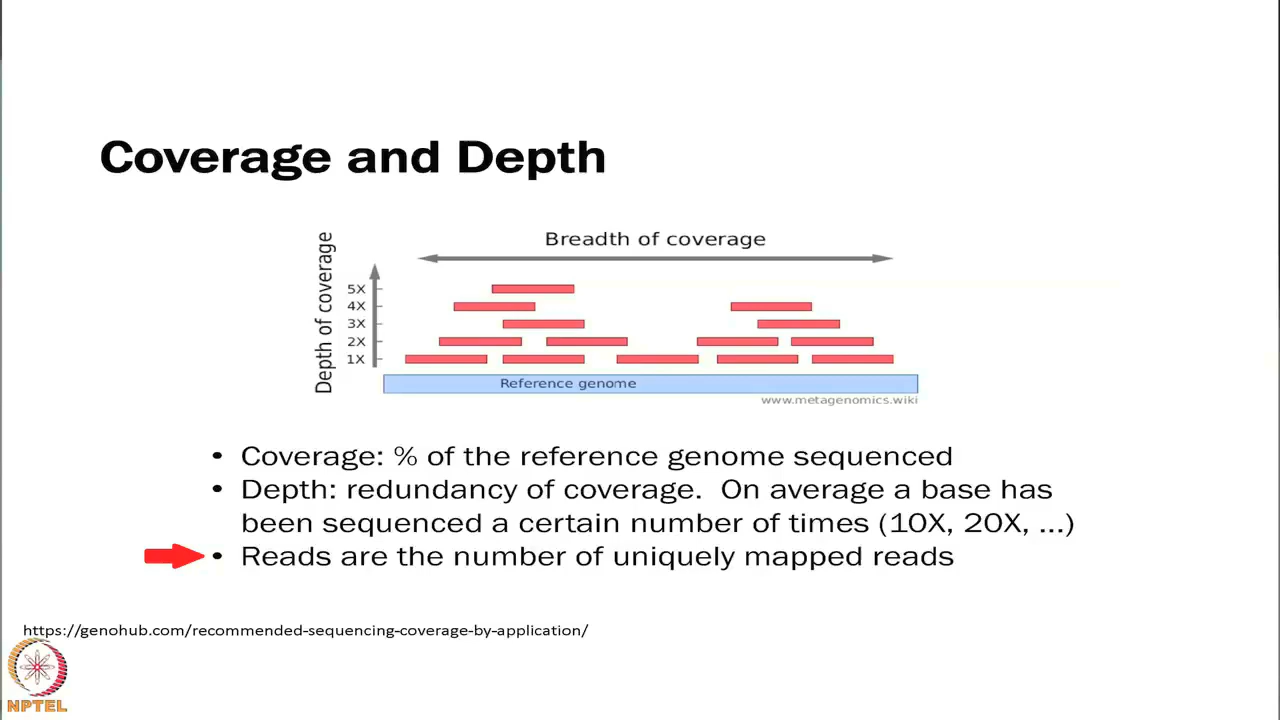 Coverage and Depth
Breadth of coverage
Depth of coverage
5X
4X
3X
2X
1X
Reference genome
www.metagenomics.wiki
• Coverage: % of the reference genome sequenced
• Depth: redundancy of coverage.  On average a base has
been sequenced a certain number of times (10X, 20X, ...)
• Reads are the number of uniquely mapped reads
https://genohub.com/recommended-sequencing-coverage-by-application/
NPTEL